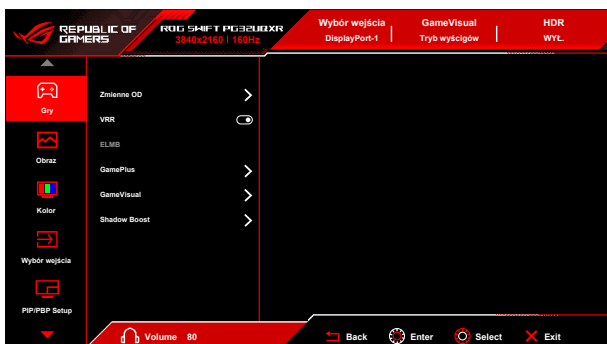 REPUBLIC OF
GAMERS
ROG SWIFT PG32UQXR
3840x2160 | 160Hz
Wybór wejścia
DisplayPort-1
GameVisual
Tryb wyścigów
HDR
WYŁ.
Gry
Obraz
Kolor
Wybór wejścia
PIP/PBP Setup
Zmienne OD
VRR
ELMB
GamePlus
GameVisual
Shadow Boost
Volume 80
Back
Enter
Select
Exit